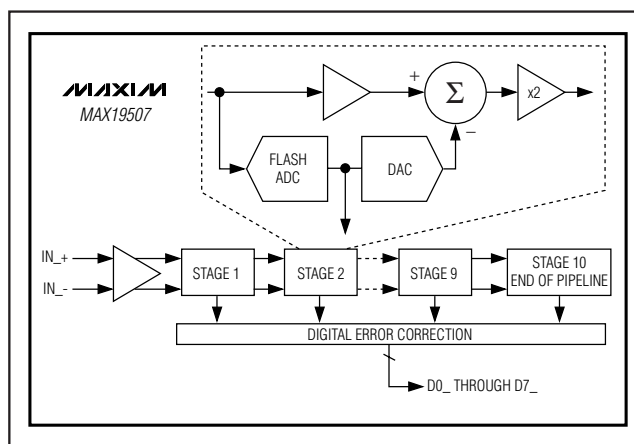 MAXIM
MAX19507
+
Σ
−
x2
FLASH
ADC
DAC
IN_+
IN_-
STAGE 1
STAGE 2
STAGE 9
STAGE 10
END OF PIPELINE
DIGITAL ERROR CORRECTION
D0_ THROUGH D7_